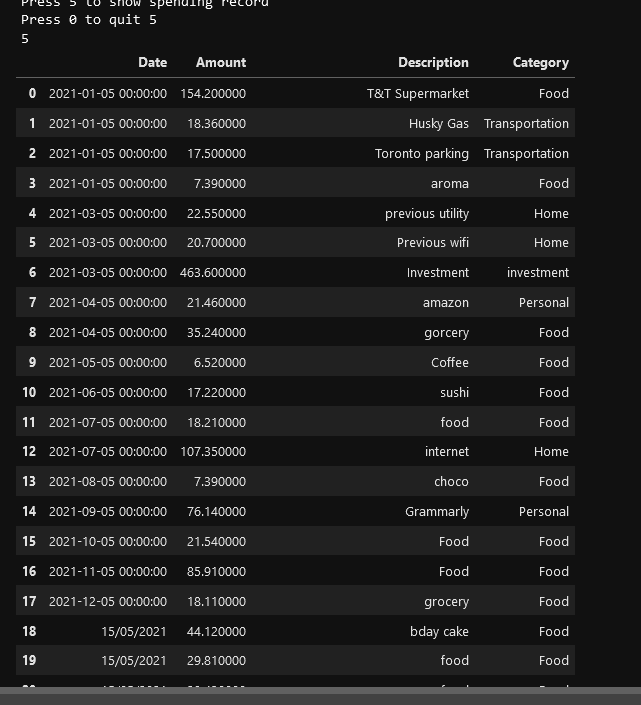 Press 5 to show spending record
Press 0 to quit 5
5
Date Amount Description Category
0 2021-01-05 00:00:00 154.200000 T&T Supermarket Food
1 2021-01-05 00:00:00 18.360000 Husky Gas Transportation
2 2021-01-05 00:00:00 17.500000 Toronto parking Transportation
3 2021-01-05 00:00:00 7.390000 aroma Food
4 2021-03-05 00:00:00 22.550000 previous utility Home
5 2021-03-05 00:00:00 20.700000 Previous wifi Home
6 2021-03-05 00:00:00 463.600000 Investment investment
7 2021-04-05 00:00:00 21.460000 amazon Personal
8 2021-04-05 00:00:00 35.240000 gorcery Food
9 2021-05-05 00:00:00 6.520000 Coffee Food
10 2021-06-05 00:00:00 17.220000 sushi Food
11 2021-07-05 00:00:00 18.210000 food Food
12 2021-07-05 00:00:00 107.350000 internet Home
13 2021-08-05 00:00:00 7.390000 choco Food
14 2021-09-05 00:00:00 76.140000 Grammarly Personal
15 2021-10-05 00:00:00 21.540000 Food Food
16 2021-11-05 00:00:00 85.910000 Food Food
17 2021-12-05 00:00:00 18.110000 grocery Food
18 15/05/2021 44.120000 bday cake Food
19 15/05/2021 29.810000 food Food